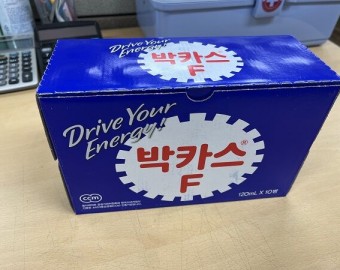 Drive Your
Energy!
박카스®
F
Drive Your
Energy!
박카스®
F
ccm
120mL X 10병